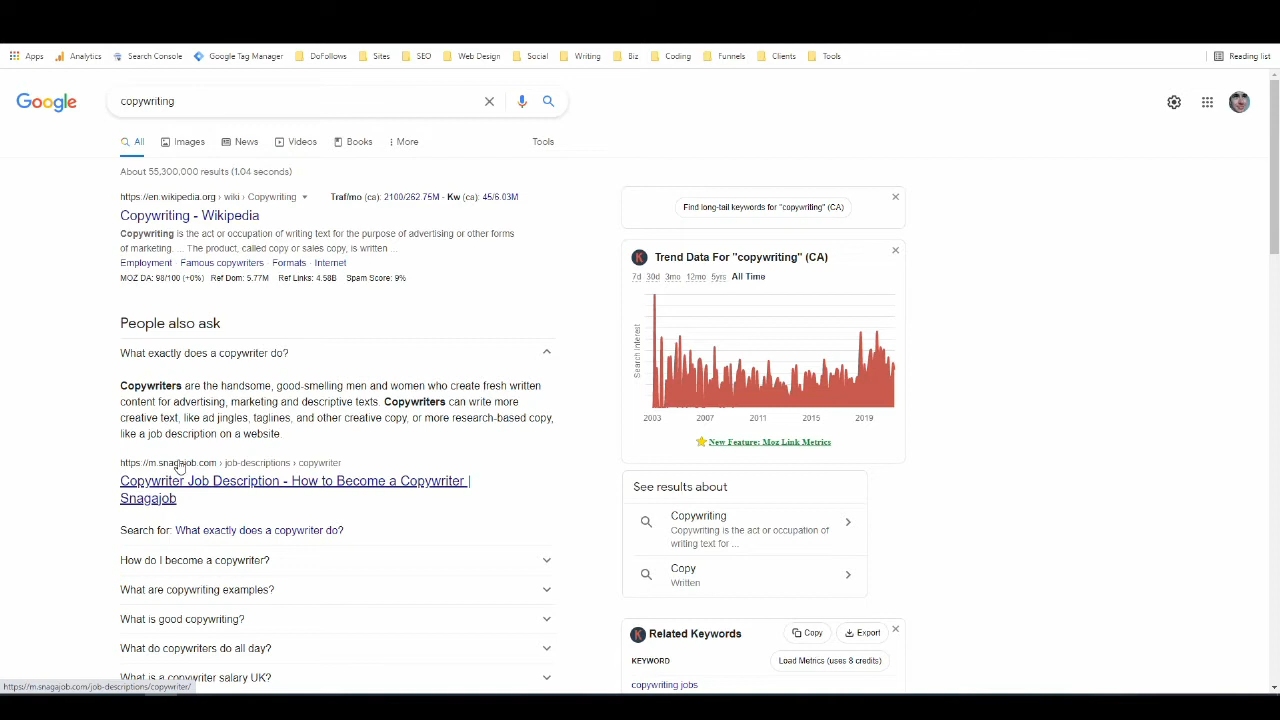 Apps Analytics Search Console Google Tag Manager DoFollows Sites SEO Web Design Social Writing Biz Coding Funnels Clients Tools Reading list
Google copywriting
All Images News Videos Books More Tools
About 55,300,000 results (1.04 seconds)
https://en.wikipedia.org › wiki › Copywriting Traf/mo (ca): 2100/262.75M - Kw (ca): 45/6.03M
Copywriting - Wikipedia
Copywriting is the act or occupation of writing text for the purpose of advertising or other forms
of marketing. ... The product, called copy or sales copy, is written ...
Employment · Famous copywriters · Formats · Internet
MOZ DA: 98/100 (+0%) Ref Dom: 5.77M Ref Links: 4.58B Spam Score: 9%
People also ask
What exactly does a copywriter do?
Copywriters are the handsome, good-smelling men and women who create fresh written
content for advertising, marketing and descriptive texts. Copywriters can write more
creative text, like ad jingles, taglines, and other creative copy, or more research-based copy,
like a job description on a website.
https://m.snagajob.com › job-descriptions › copywriter
Copywriter Job Description - How to Become a Copywriter |
Snagajob
Search for: What exactly does a copywriter do?
How do I become a copywriter?
What are copywriting examples?
What is good copywriting?
What do copywriters do all day?
What is a copywriter salary UK?
https://m.snagajob.com/job-descriptions/copywriter/
Find long-tail keywords for "copywriting" (CA)
K Trend Data For "copywriting" (CA)
7d 30d 3mo 12mo 5yrs All Time
Search Interest
2003 2007 2011 2015 2019
New Feature: Moz Link Metrics
See results about
Copywriting
Copywriting is the act or occupation of
writing text for ...
Copy
Written
K Related Keywords Copy Export
KEYWORD Load Metrics (uses 8 credits)
copywriting jobs